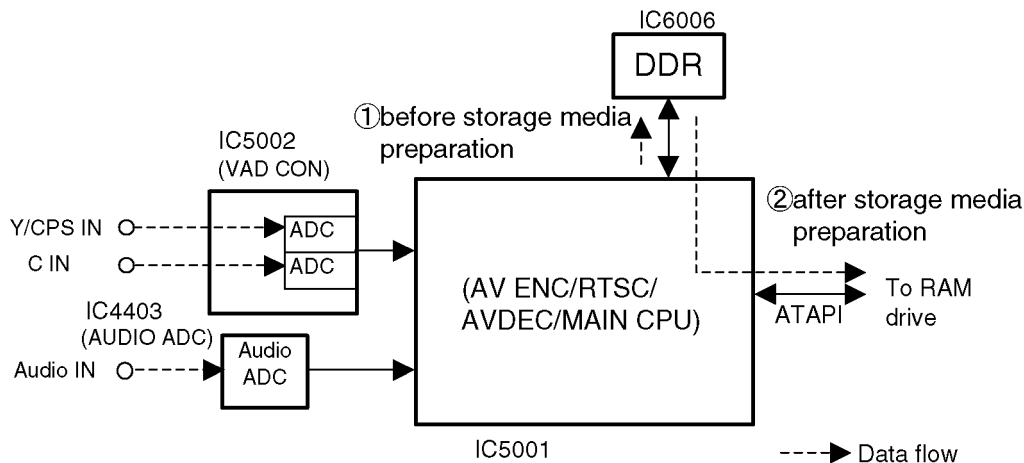 IC6006
DDR
①before storage media
preparation
IC5002
(VAD CON)
②after storage media
preparation
Y/CPS IN
ADC
C IN
ADC
(AV ENC/RTSC/
AVDEC/MAIN CPU)
To RAM
drive
ATAPI
IC4403
(AUDIO ADC)
Audio IN
Audio
ADC
IC5001
Data flow